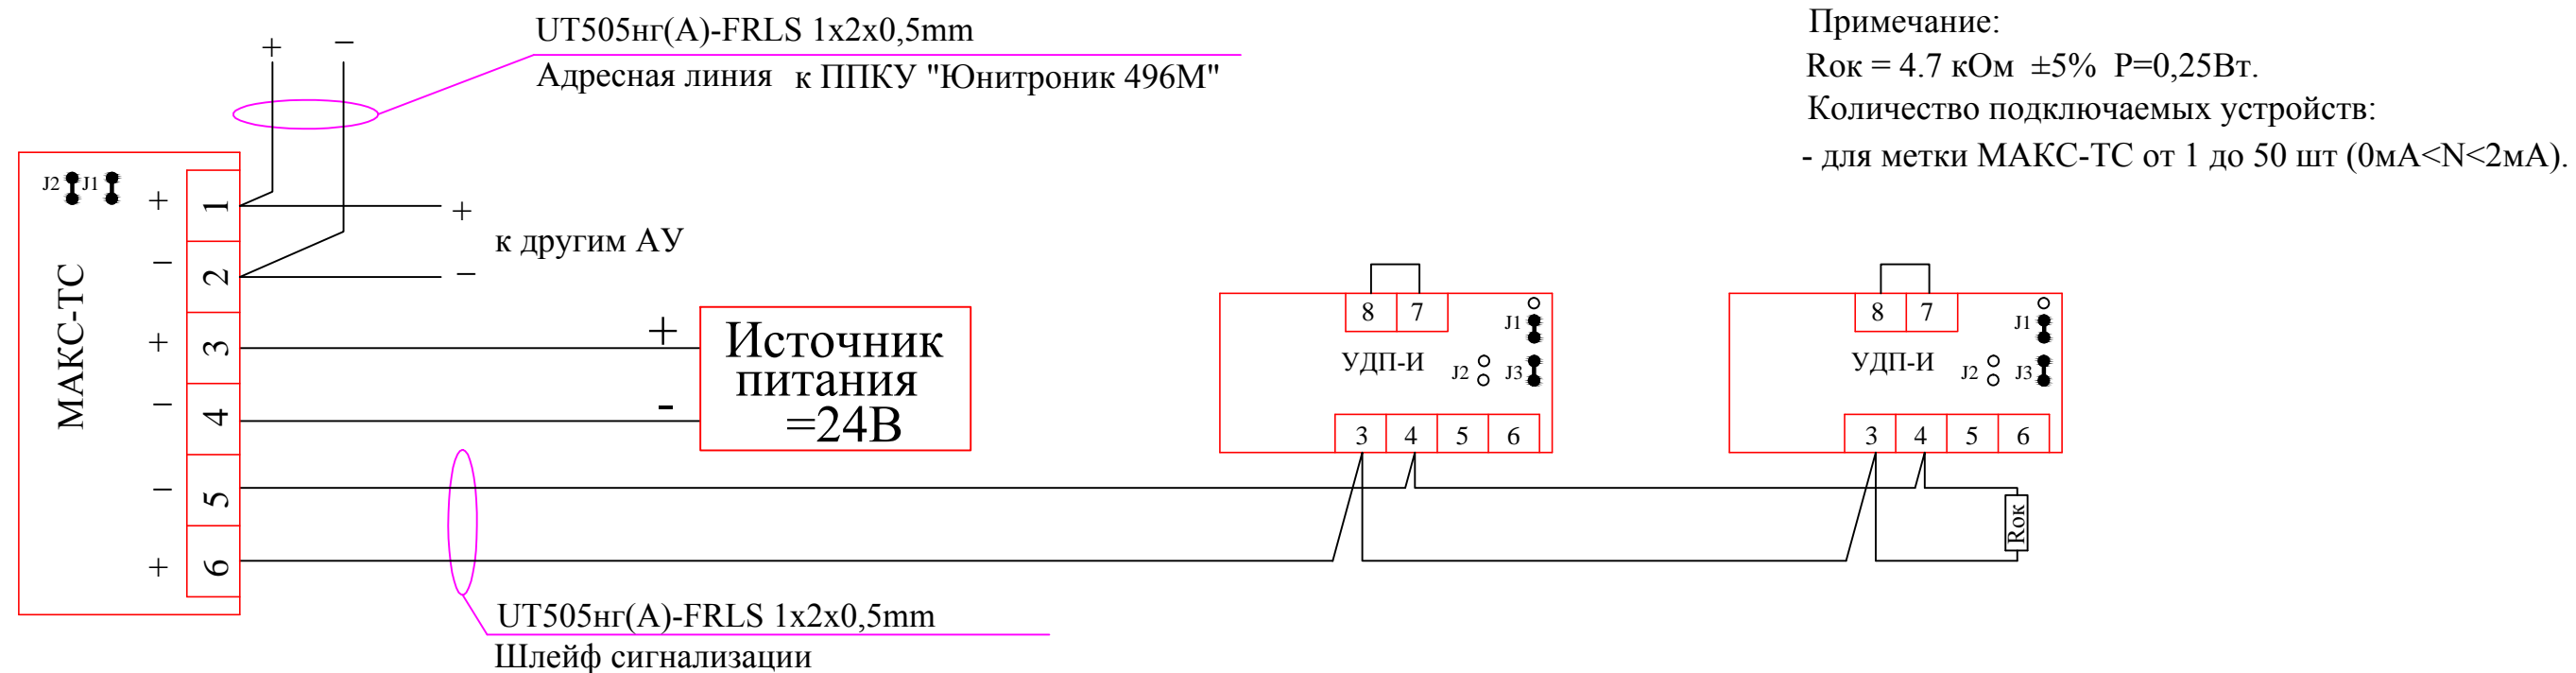 UT505нг(А)-FRLS 1x2x0,5mm
Адресная линия к ППКУ "Юнитроник 496М"
Примечание:
Rок = 4.7 кОм ±5% P=0,25Вт.
Количество подключаемых устройств:
- для метки МАКС-ТС от 1 до 50 шт (0мА<N<2мА).
+ −
J2 J1
МАКС-ТС
+ 1 +
к другим АУ
− 2 −
+ 3 +
− 4 -
− 5
+ 6
Источник
питания
=24В
8 7
J1
УДП-И J2 J3
3 4 5 6
8 7
J1
УДП-И J2 J3
3 4 5 6
Rок
UT505нг(А)-FRLS 1x2x0,5mm
Шлейф сигнализации